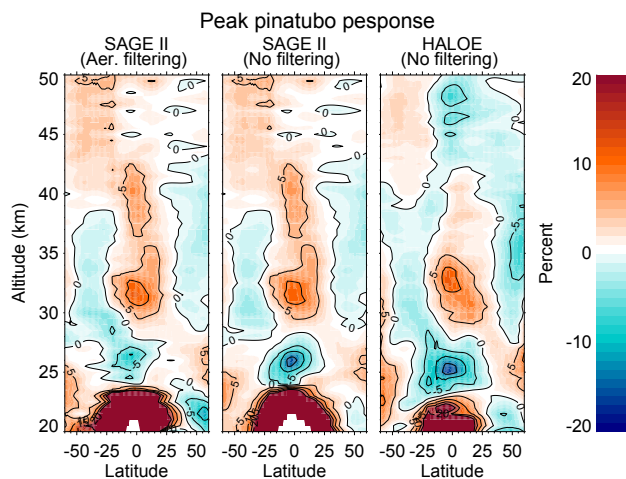 Peak pinatubo pesponse
SAGE II
(Aer. filtering)
SAGE II
(No filtering)
HALOE
(No filtering)
Altitude (km)
50
45
40
35
30
25
20
-50 -25 0 25 50
-50 -25 0 25 50
-50 -25 0 25 50
Latitude
Latitude
Latitude
20
10
0
-10
-20
Percent